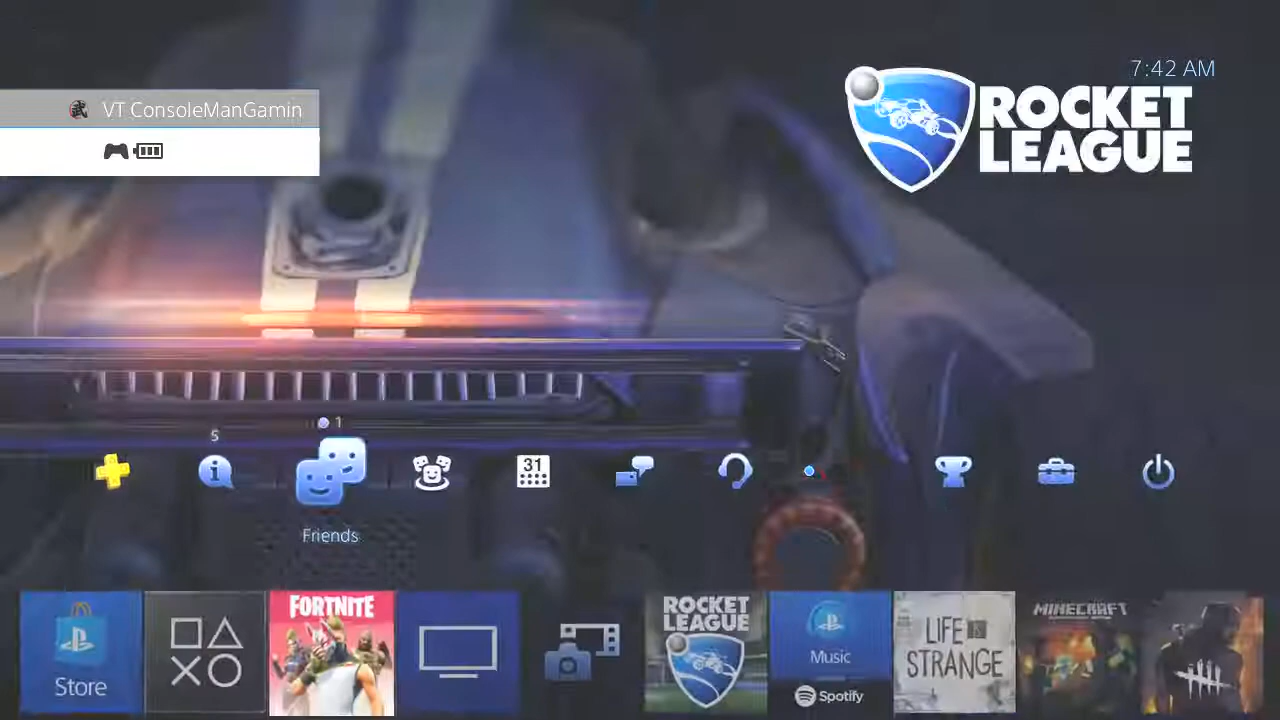 7:42 AM
VT ConsoleManGamin
ROCKET
LEAGUE
5
1
31
Friends
Store
FORTNITE
ROCKET
LEAGUE
Music
Spotify
LIFE IS
STRANGE
MINECRAFT